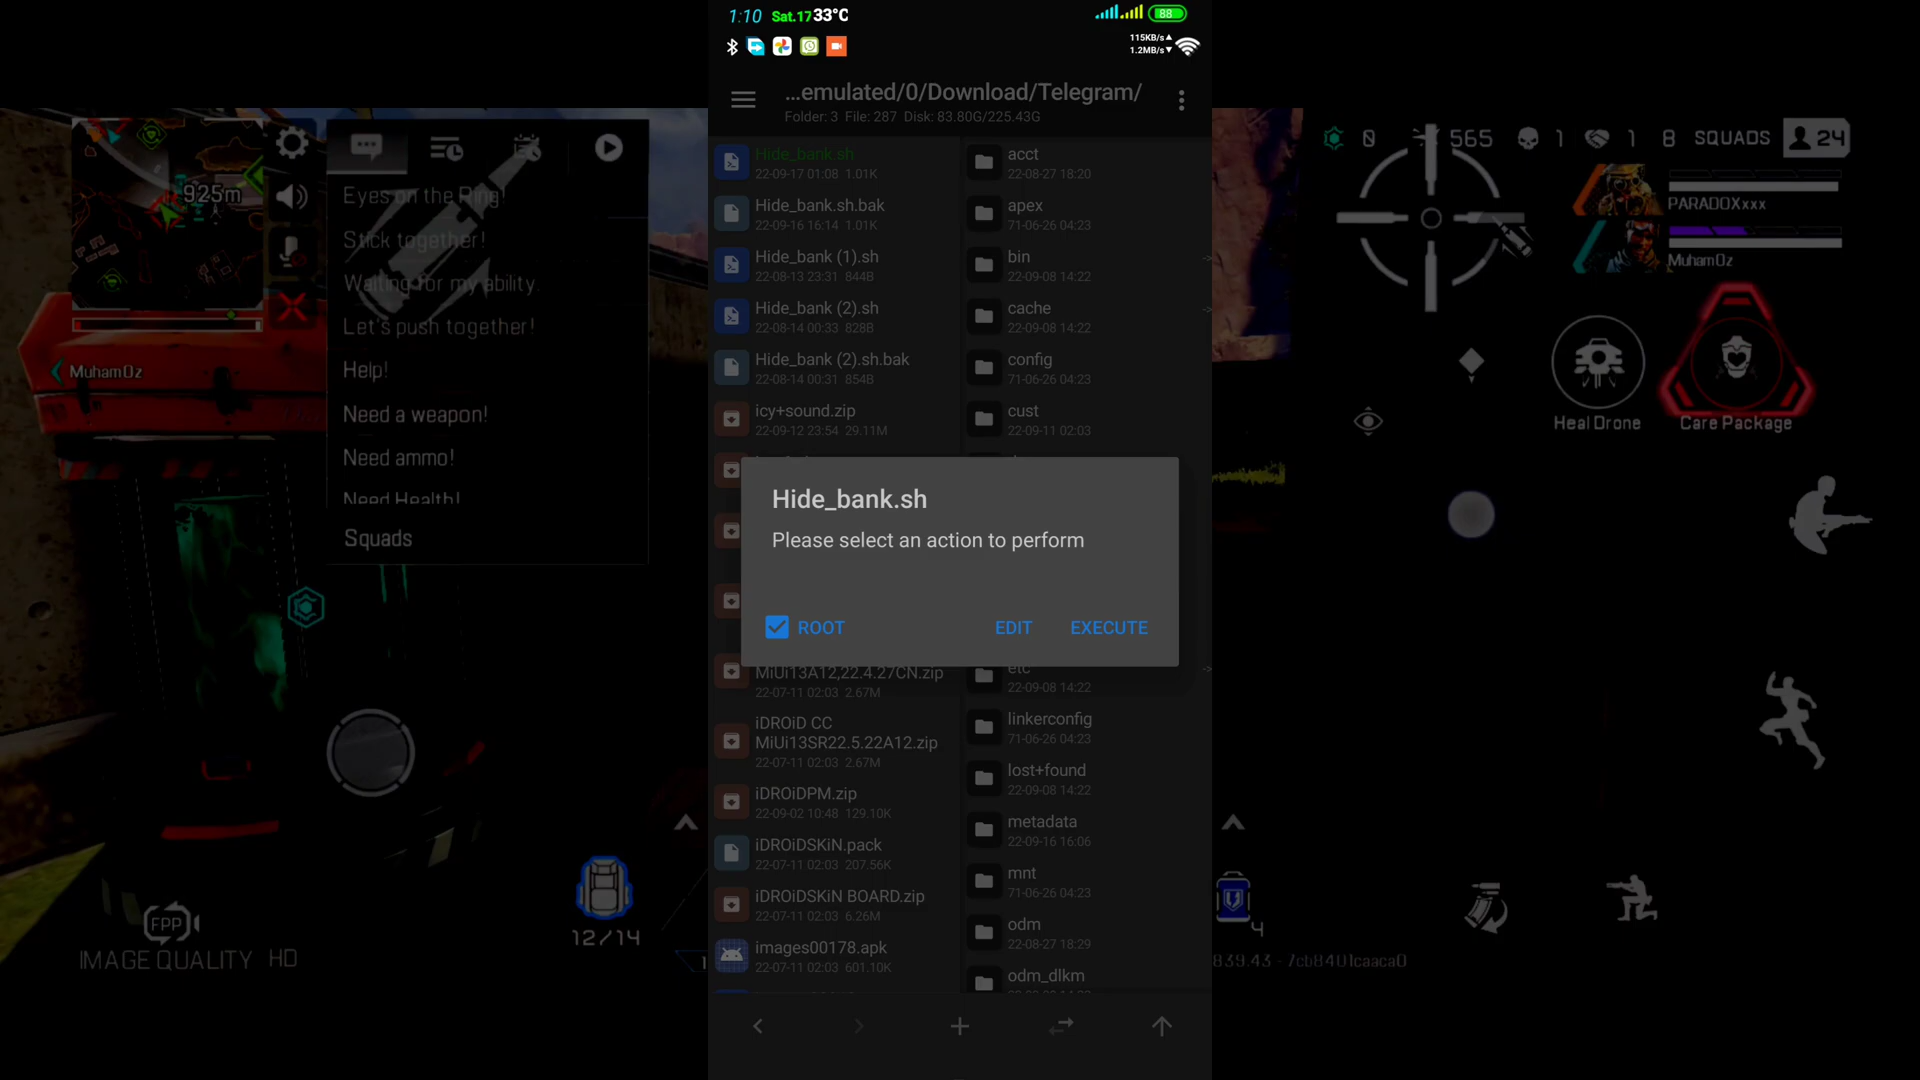 1:10 Sat.17 33°C
88
115KB/s
1.2MB/s
...emulated/0/Download/Telegram/
Folder: 3 File: 287 Disk: 83.80G/225.43G
Hide_bank.sh
22-09-17 01:08 1.01K
Hide_bank.sh.bak
22-09-16 16:14 1.01K
Hide_bank (1).sh
22-08-13 23:31 844B
Hide_bank (2).sh
22-08-14 00:33 828B
Hide_bank (2).sh.bak
22-08-14 00:31 854B
icy+sound.zip
22-09-12 23:54 29.11M
MiUi13A12,22.4.27CN.zip
22-07-11 02:03 2.67M
iDROiD CC
MiUi13SR22.5.22A12.zip
22-07-11 02:03 2.67M
iDROiDPM.zip
22-09-02 10:48 129.10K
iDROiDSKiN.pack
22-07-11 02:03 207.56K
iDROiDSKiN BOARD.zip
22-07-11 02:03 6.26M
images00178.apk
22-07-11 02:03 601.10K
acct
22-08-27 18:20
apex
71-06-26 04:23
bin
22-09-08 14:22
cache
22-09-08 14:22
config
71-06-26 04:23
cust
22-09-11 02:03
etc
22-09-08 14:22
linkerconfig
71-06-26 04:23
lost+found
22-09-08 14:22
metadata
22-09-16 16:06
mnt
71-06-26 04:23
odm
22-08-27 18:29
odm_dlkm
Hide_bank.sh
Please select an action to perform
ROOT
EDIT
EXECUTE
925m
MuhamOz
Eyes on the Ring!
Stick together!
Waiting for my ability.
Let's push together!
Help!
Need a weapon!
Need ammo!
Need Health!
Squads
FPP
IMAGE QUALITY HD
12/14
0 565 1 1 8 SQUADS 24
PARADOXxxx
MuhamOz
Heal Drone
Care Package
4